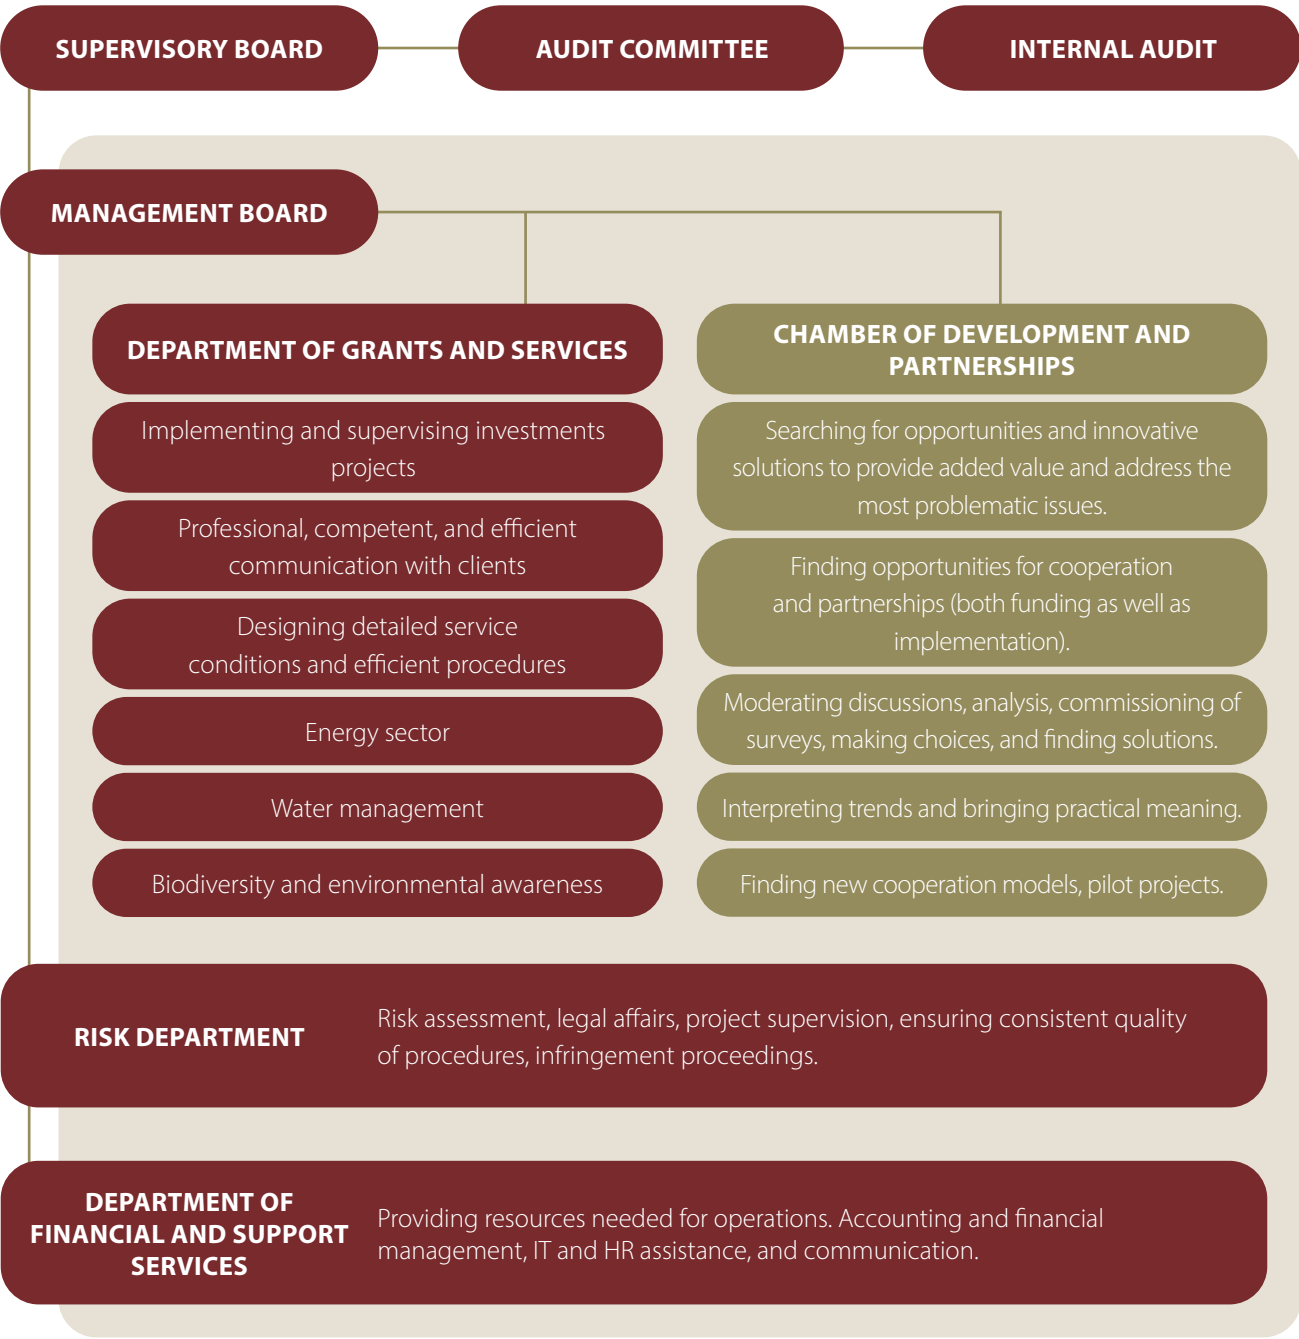 SUPERVISORY BOARD
AUDIT COMMITTEE
INTERNAL AUDIT
MANAGEMENT BOARD
DEPARTMENT OF GRANTS AND SERVICES
Implementing and supervising investments
projects
Professional, competent, and efficient
communication with clients
Designing detailed service
conditions and efficient procedures
Energy sector
Water management
Biodiversity and environmental awareness
CHAMBER OF DEVELOPMENT AND
PARTNERSHIPS
Searching for opportunities and innovative
solutions to provide added value and address the
most problematic issues.
Finding opportunities for cooperation
and partnerships (both funding as well as
implementation).
Moderating discussions, analysis, commissioning of
surveys, making choices, and finding solutions.
Interpreting trends and bringing practical meaning.
Finding new cooperation models, pilot projects.
RISK DEPARTMENT
Risk assessment, legal affairs, project supervision, ensuring consistent quality
of procedures, infringement proceedings.
DEPARTMENT OF
FINANCIAL AND SUPPORT
SERVICES
Providing resources needed for operations. Accounting and financial
management, IT and HR assistance, and communication.